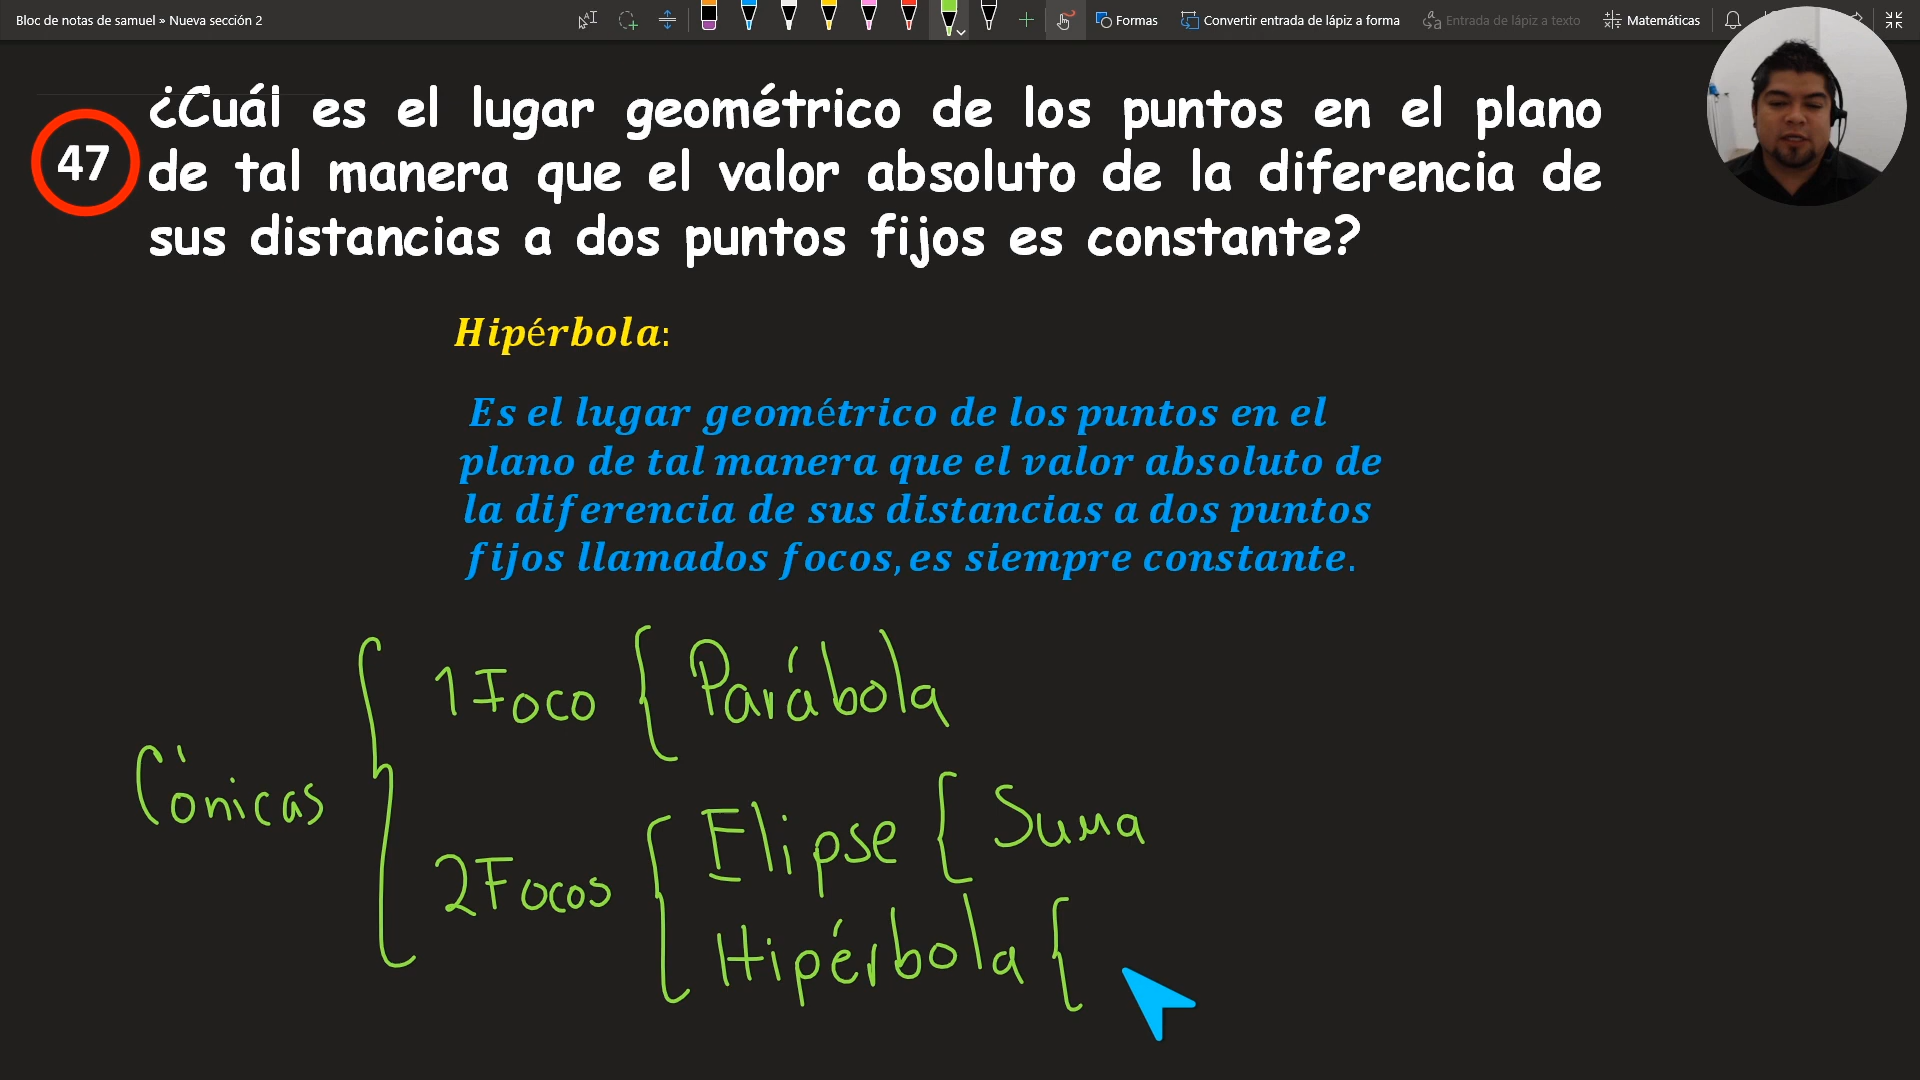 Bloc de notas de samuel » Nueva sección 2
Formas
Convertir entrada de lápiz a forma
Entrada de lápiz a texto
Matemáticas
47
¿Cuál es el lugar geométrico de los puntos en el plano
de tal manera que el valor absoluto de la diferencia de
sus distancias a dos puntos fijos es constante?
Hipérbola:
Es el lugar geométrico de los puntos en el
plano de tal manera que el valor absoluto de
la diferencia de sus distancias a dos puntos
fijos llamados focos, es siempre constante.
1 Foco { Parábola
Cónicas {
2 Focos { Elipse { Suma
Hipérbola {